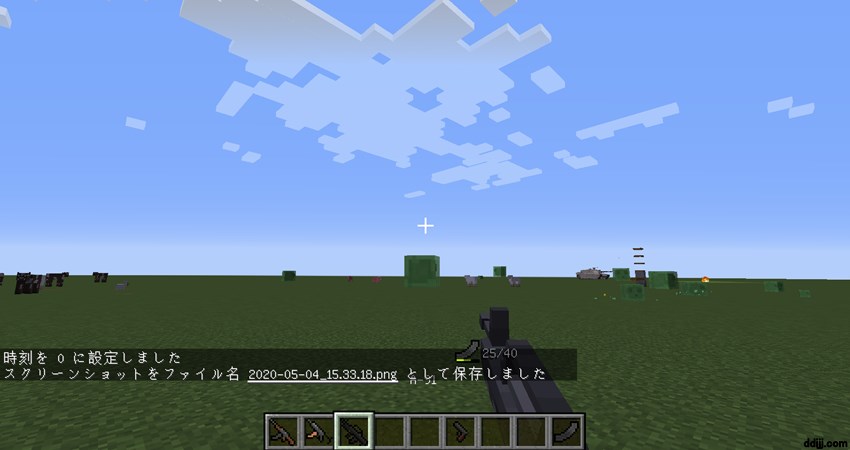 25/40
時刻を 0 に設定しました
スクリーンショットをファイル名 2020-05-04_15.33.18.png として保存しました
ddjjj.com